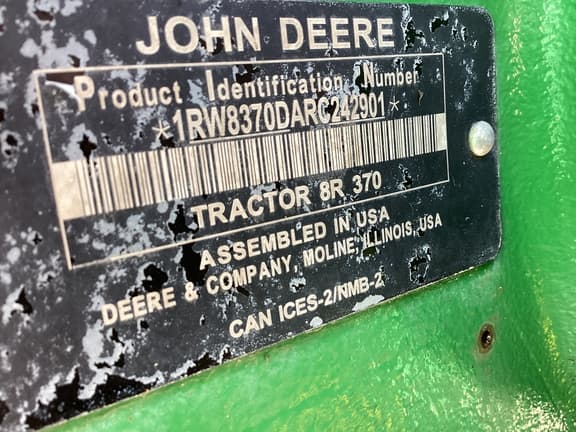 JOHN DEERE
Product Identification Number
*1RW8370DARC242901*
TRACTOR 8R 370
ASSEMBLED IN USA
DEERE & COMPANY, MOLINE, ILLINOIS, USA
CAN ICES-2/NMB-2